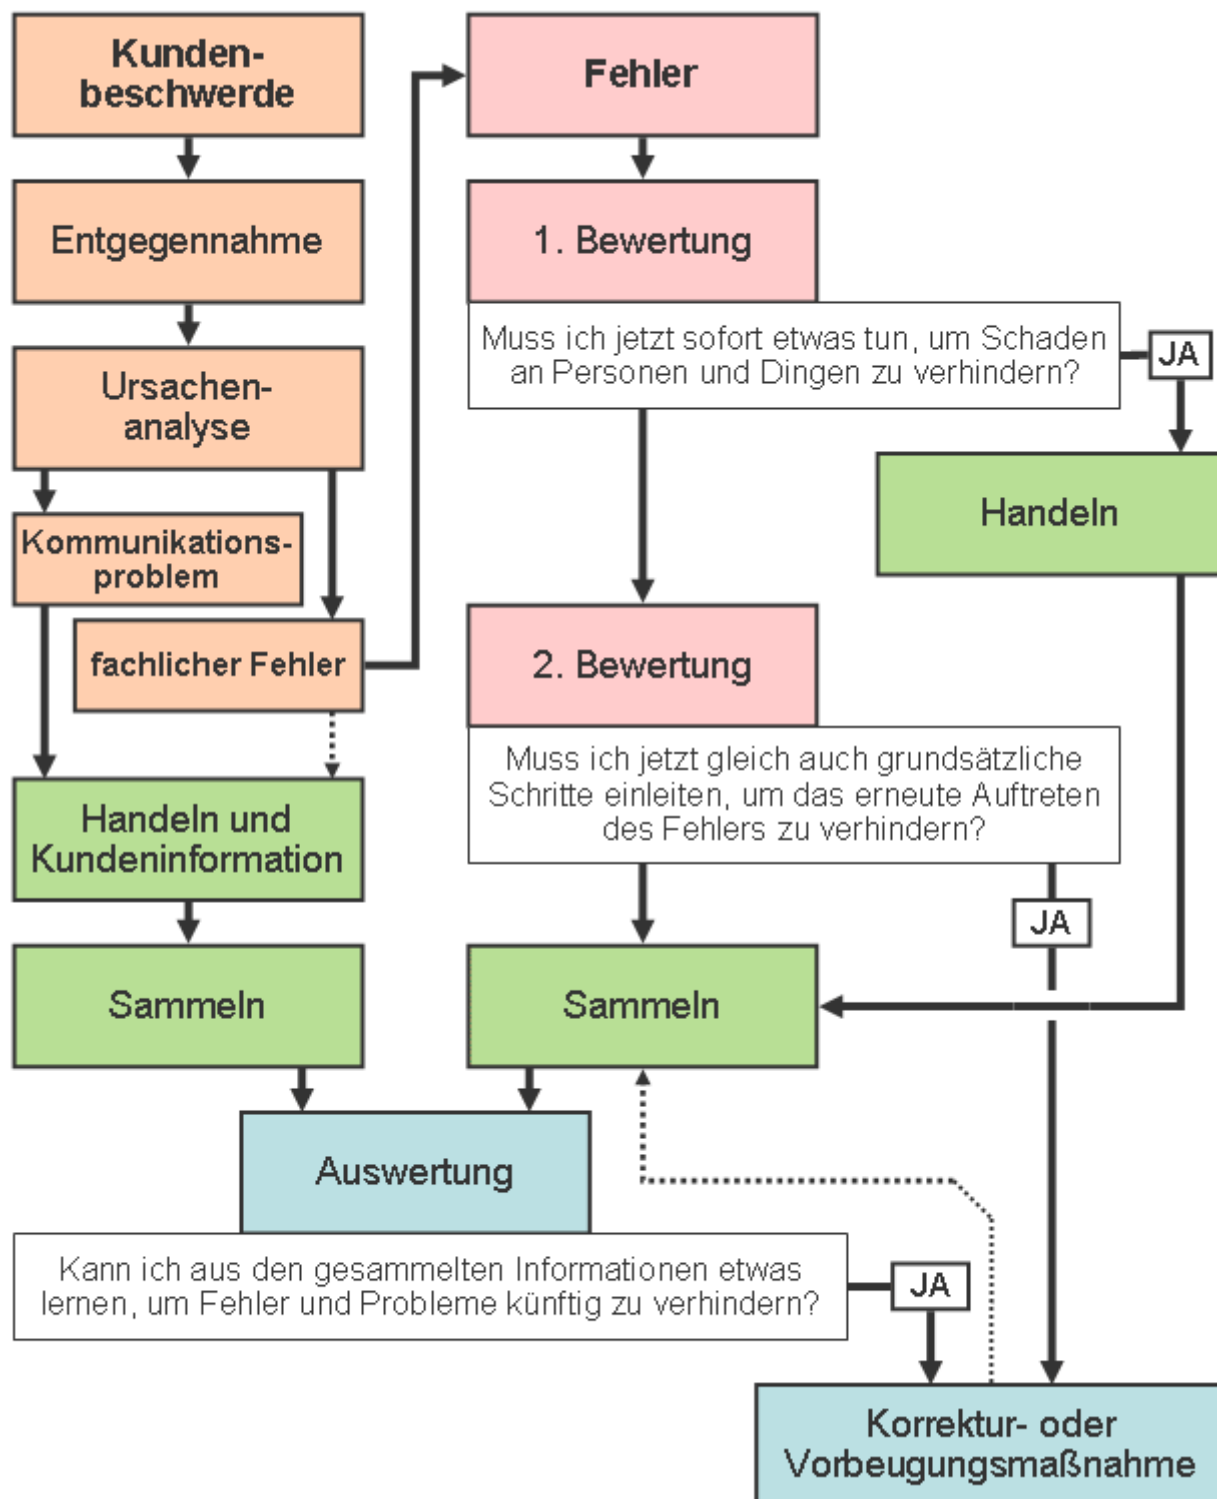 Kunden-
beschwerde
Entgegennahme
Ursachen-
analyse
Kommunikations-
problem
fachlicher Fehler
Handeln und
Kundeninformation
Sammeln
Fehler
1. Bewertung
Muss ich jetzt sofort etwas tun, um Schaden
an Personen und Dingen zu verhindern?
JA
Handeln
2. Bewertung
Muss ich jetzt gleich auch grundsätzliche
Schritte einleiten, um das erneute Auftreten
des Fehlers zu verhindern?
JA
Sammeln
Auswertung
Kann ich aus den gesammelten Informationen etwas
lernen, um Fehler und Probleme künftig zu verhindern?
JA
Korrektur- oder
Vorbeugungsmaßnahme